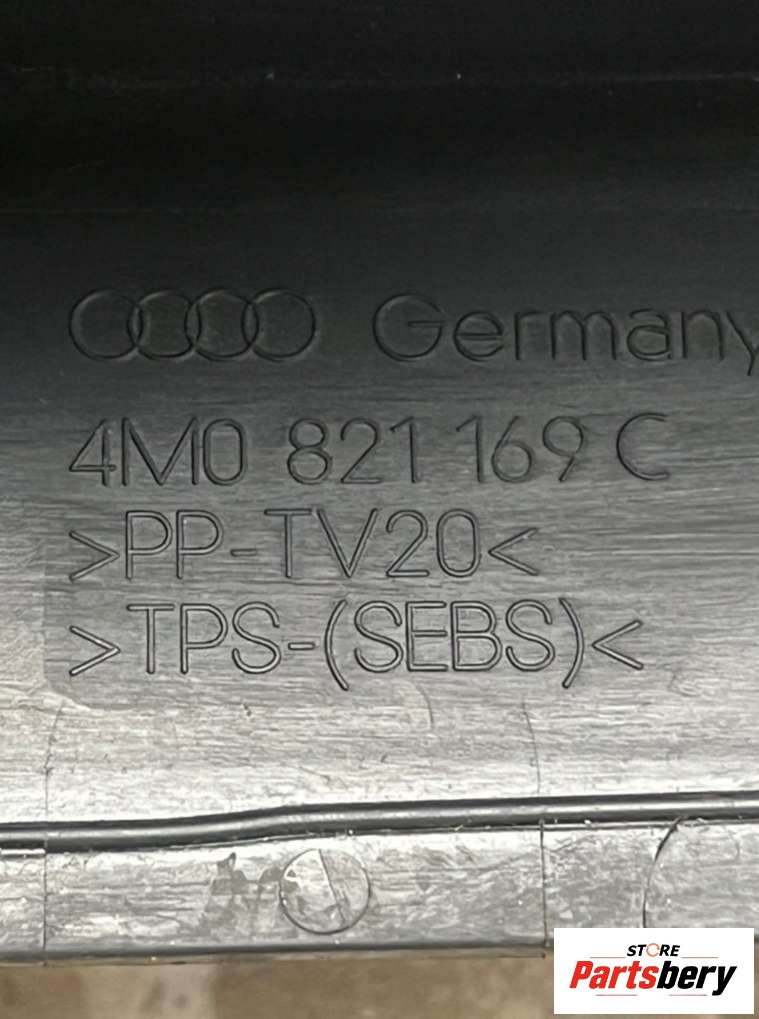 Germany
4M0 821 169 C
>PP-TV20<
>TPS-(SEBS)<
STORE
Partsbery